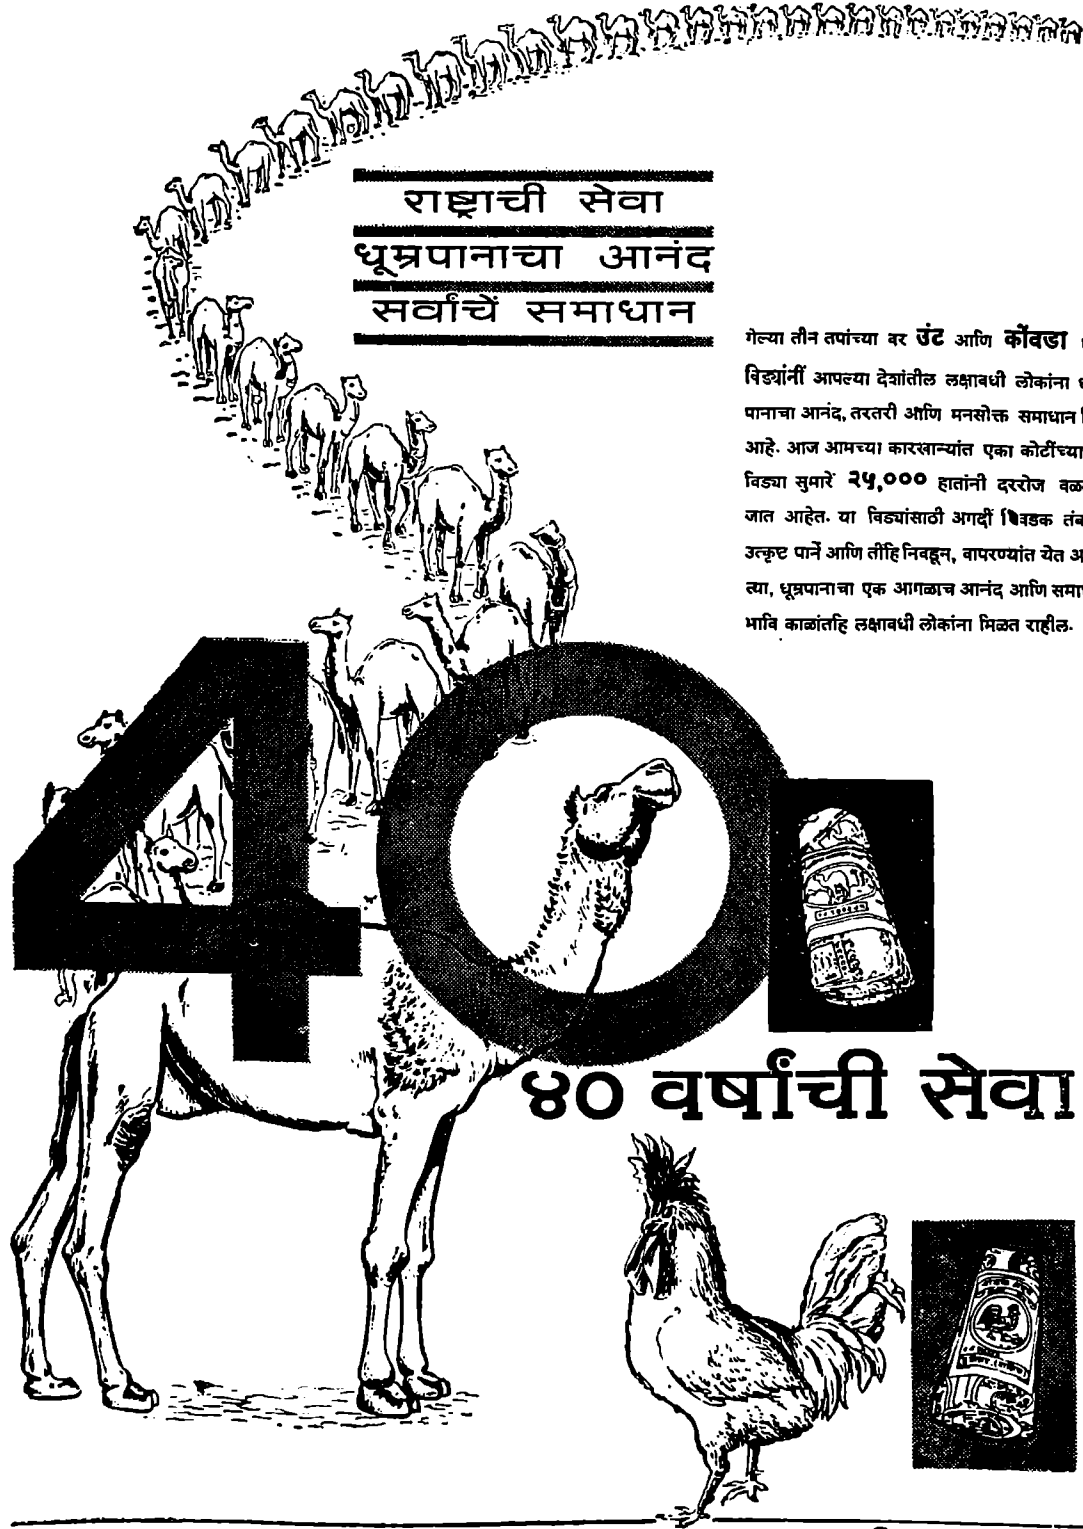 राष्ट्राची सेवा
धूम्रपानाचा आनंद
सर्वांचें समाधान
गेल्या तीन तपांच्या वर उंट आणि कोंवडा
विड्यांनीं आपल्या देशांतील लक्षावधी लोकांना
पानाचा आनंद, तरतरी आणि मनसोक्त समाधान
आहे. आज आमच्या कारखान्यांत एका कोटींच्या
विड्या सुमारें २५,००० हातांनी दररोज
जात आहेत. या विड्यांसाठी अगदीं निवडक
उत्कृष्ट पानें आणि तींहि निवडून, वापरण्यांत येत
त्या, धूम्रपानाचा एक आगळाच आनंद आणि
भावि काळांतहि लक्षावधी लोकांना मिळत राहील.
40
४० वर्षांची सेवा